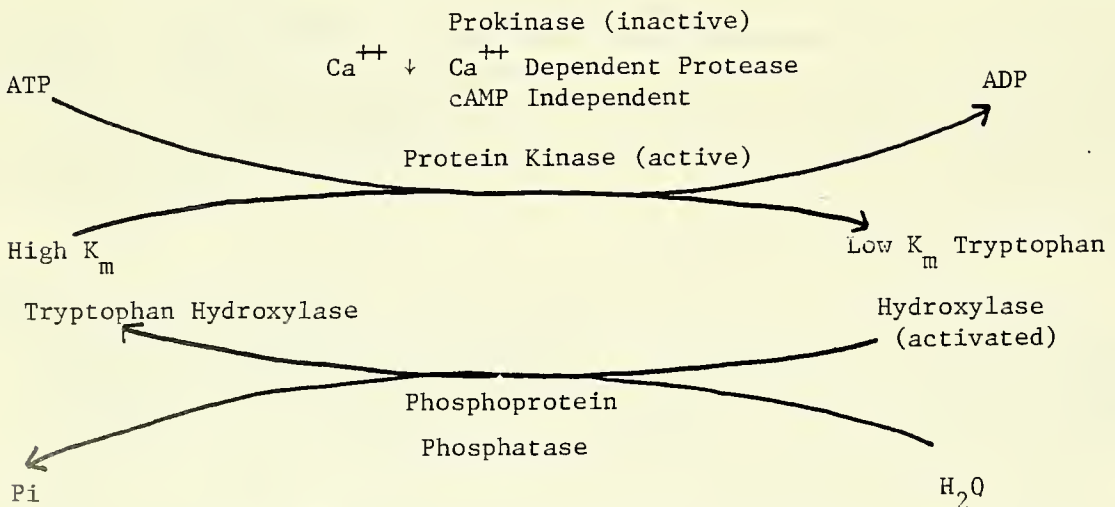 Prokinase (inactive)
Ca++ ↓ Ca++ Dependent Protease
ATP
ADP
cAMP Independent
Protein Kinase (active)
High Km
Low Km Tryptophan
Tryptophan Hydroxylase
Hydroxylase
(activated)
Phosphoprotein
Phosphatase
Pi
H2O